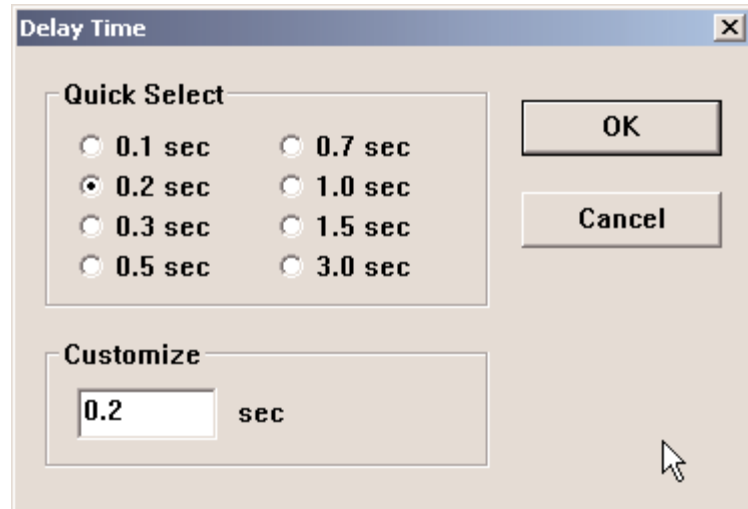 Delay Time
Quick Select
0.1 sec
0.2 sec
0.3 sec
0.5 sec
0.7 sec
1.0 sec
1.5 sec
3.0 sec
OK
Cancel
Customize
0.2 sec